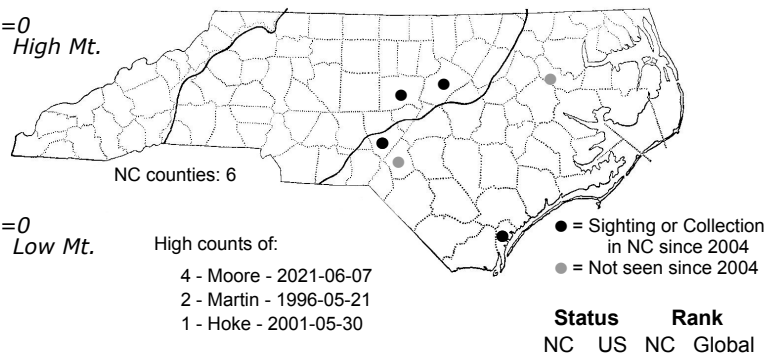 =0
High Mt.
NC counties: 6
=0
Low Mt.
High counts of:
4 - Moore - 2021-06-07
2 - Martin - 1996-05-21
1 - Hoke - 2001-05-30
= Sighting or Collection
in NC since 2004
= Not seen since 2004
Status Rank
NC US NC Global